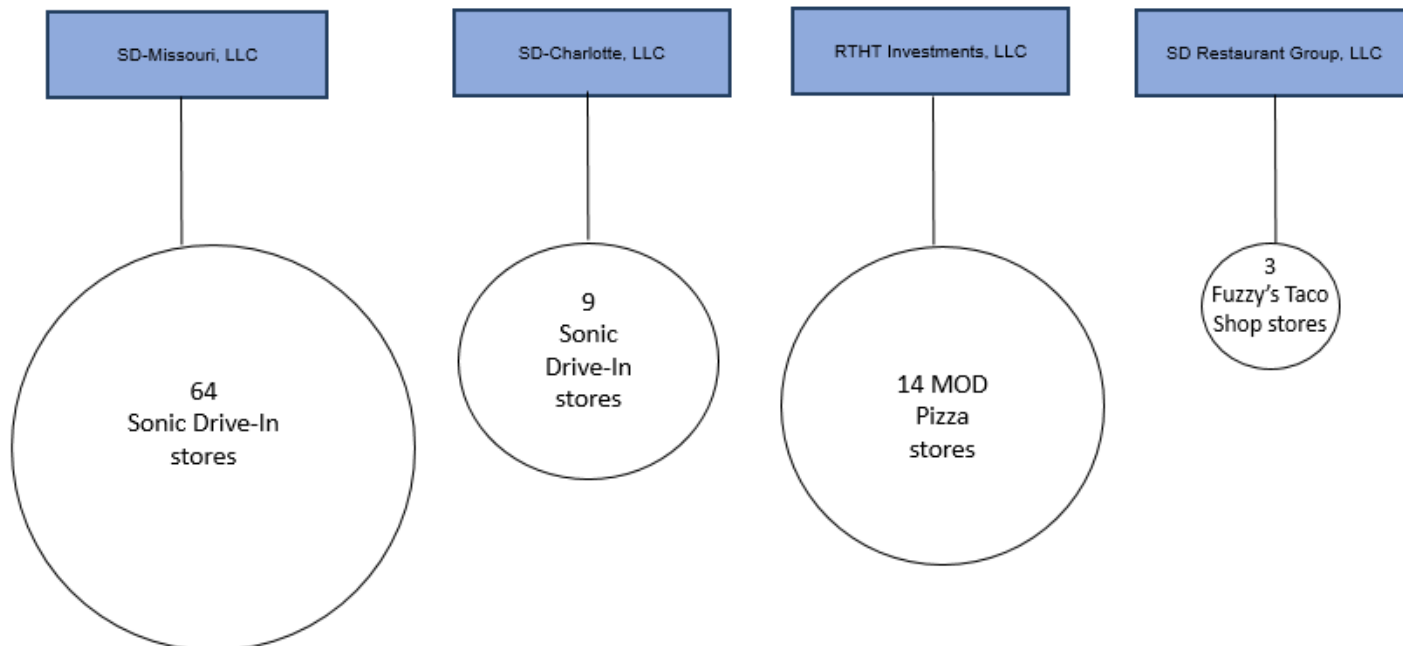 SD-Missouri, LLC
SD-Charlotte, LLC
RTHT Investments, LLC
SD Restaurant Group, LLC
64
Sonic Drive-In
stores
9
Sonic
Drive-In
stores
14 MOD
Pizza
stores
3
Fuzzy's Taco
Shop stores